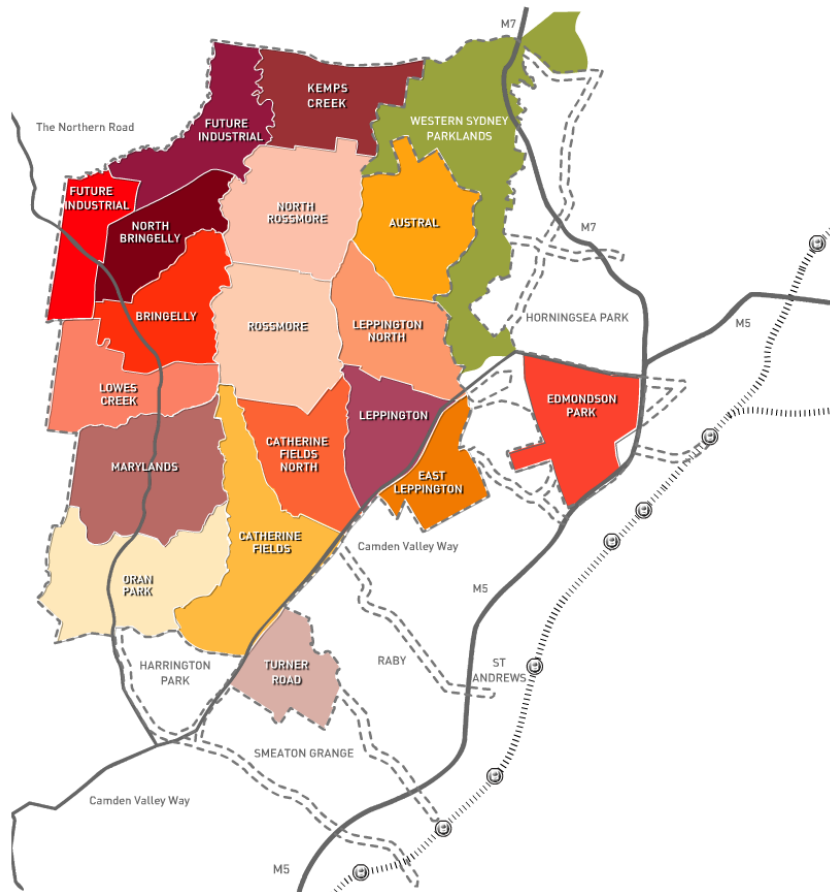 M7
KEMPS
CREEK
WESTERN SYDNEY
PARKLANDS
The Northern Road
FUTURE
INDUSTRIAL
FUTURE
INDUSTRIAL
NORTH
ROSSMORE
NORTH
BRINGELLY
AUSTRAL
M7
BRINGELLY
ROSSMORE
LEPPINGTON
NORTH
HORNINGSEA PARK
M5
LOWES
CREEK
LEPPINGTON
EDMONDSON
PARK
CATHERINE
FIELDS
NORTH
MARYLANDS
EAST
LEPPINGTON
CATHERINE
FIELDS
Camden Valley Way
ORAN
PARK
M5
HARRINGTON
PARK
TURNER
ROAD
RABY
ST
ANDREWS
SMEATON GRANGE
Camden Valley Way
M5